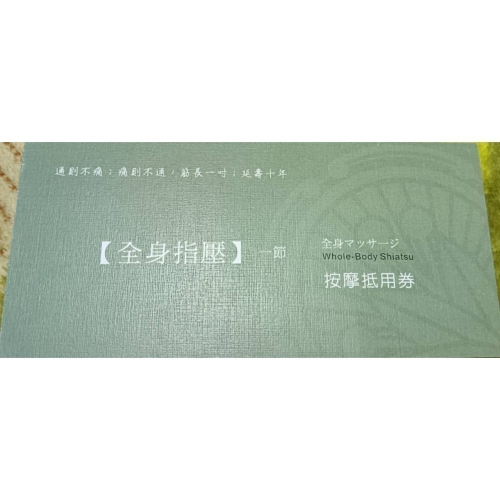 通則不痛；痛則不通，筋長一吋；延壽十年
【全身指壓】一節
全身マッサージ
Whole-Body Shiatsu
按摩抵用券